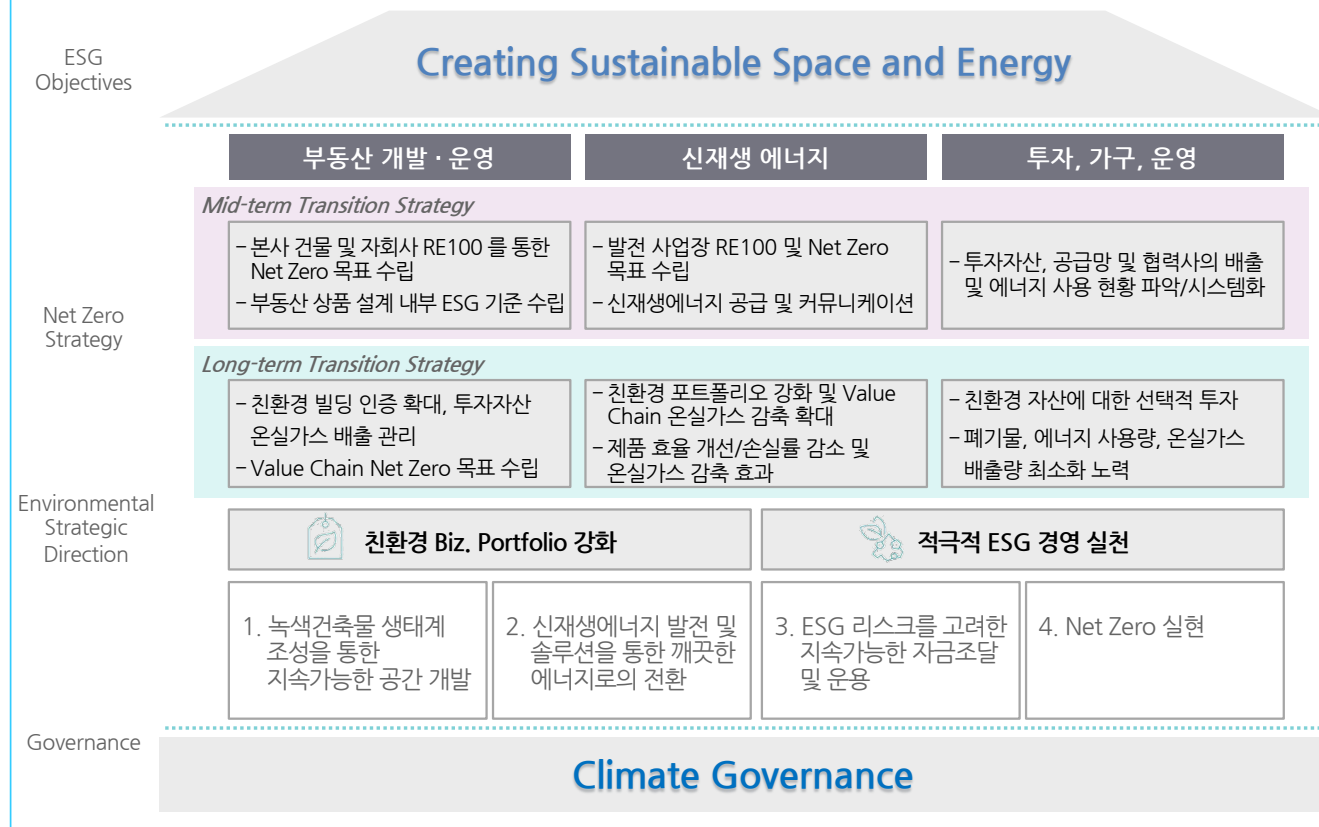 ESG
Objectives
Creating Sustainable Space and Energy
부동산 개발 · 운영
신재생 에너지
투자, 가구, 운영
Net Zero
Strategy
Mid-term Transition Strategy
– 본사 건물 및 자회사 RE100 를 통한
Net Zero 목표 수립
– 부동산 상품 설계 내부 ESG 기준 수립
– 발전 사업장 RE100 및 Net Zero
목표 수립
– 신재생에너지 공급 및 커뮤니케이션
– 투자자산, 공급망 및 협력사의 배출
및 에너지 사용 현황 파악/시스템화
Long-term Transition Strategy
– 친환경 빌딩 인증 확대, 투자자산
온실가스 배출 관리
– Value Chain Net Zero 목표 수립
– 친환경 포트폴리오 강화 및 Value
Chain 온실가스 감축 확대
– 제품 효율 개선/손실률 감소 및
온실가스 감축 효과
– 친환경 자산에 대한 선택적 투자
– 폐기물, 에너지 사용량, 온실가스
배출량 최소화 노력
Environmental
Strategic
Direction
친환경 Biz. Portfolio 강화
적극적 ESG 경영 실천
1. 녹색건축물 생태계
조성을 통한
지속가능한 공간 개발
2. 신재생에너지 발전 및
솔루션을 통한 깨끗한
에너지로의 전환
3. ESG 리스크를 고려한
지속가능한 자금조달
및 운용
4. Net Zero 실현
Governance
Climate Governance